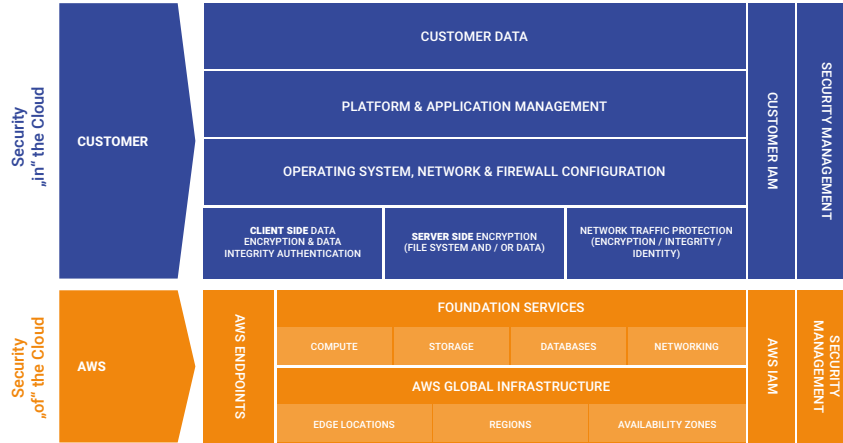 Security
„in“ the Cloud
CUSTOMER
CUSTOMER DATA
PLATFORM & APPLICATION MANAGEMENT
OPERATING SYSTEM, NETWORK & FIREWALL CONFIGURATION
CLIENT SIDE DATA
ENCRYPTION & DATA
INTEGRITY AUTHENTICATION
SERVER SIDE ENCRYPTION
(FILE SYSTEM AND / OR DATA)
NETWORK TRAFFIC PROTECTION
(ENCRYPTION / INTEGRITY /
IDENTITY)
CUSTOMER IAM
SECURITY MANAGEMENT
Security
„of“ the Cloud
AWS
AWS ENDPOINTS
FOUNDATION SERVICES
COMPUTE
STORAGE
DATABASES
NETWORKING
AWS GLOBAL INFRASTRUCTURE
EDGE LOCATIONS
REGIONS
AVAILABILITY ZONES
AWS IAM
SECURITY
MANAGEMENT